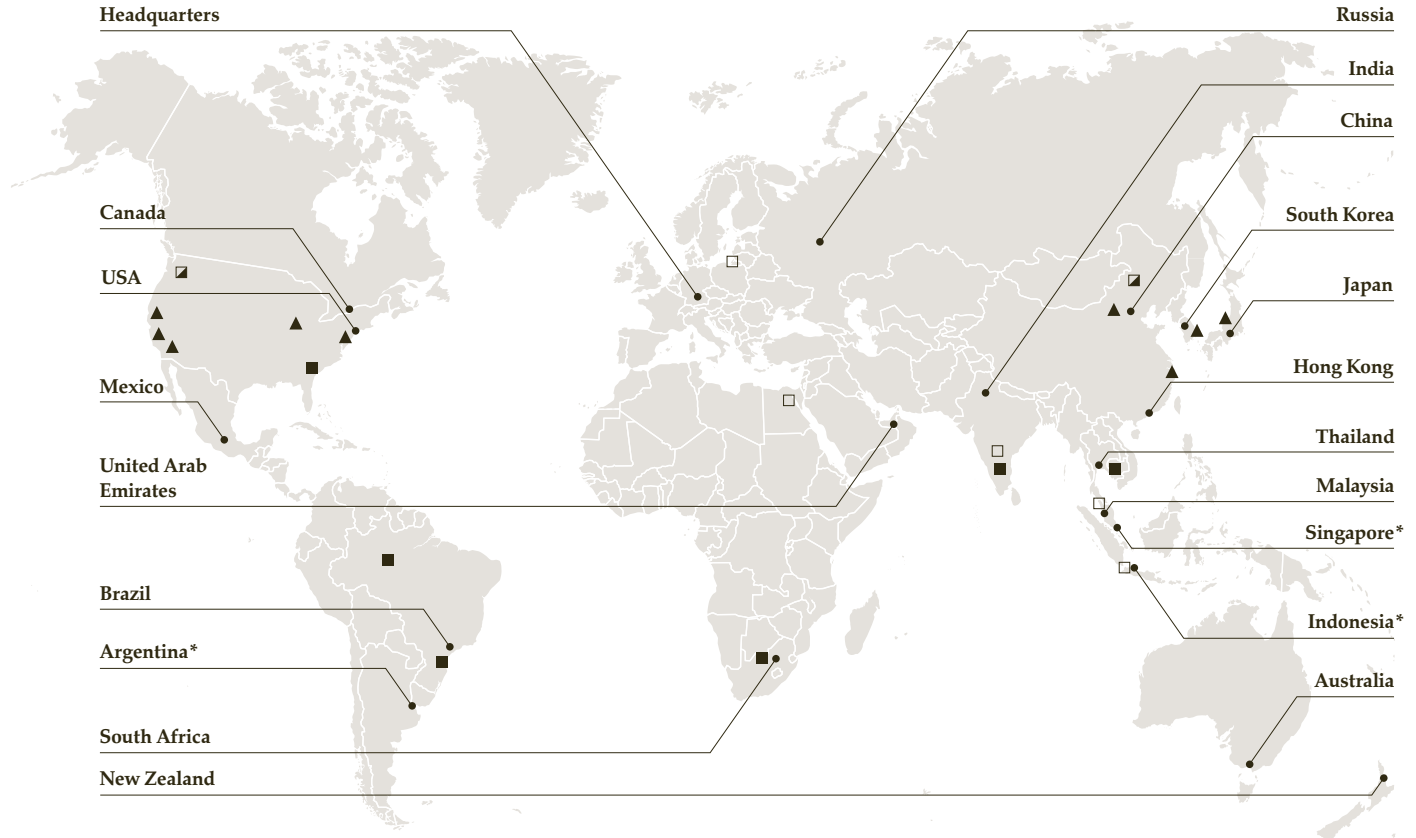 Headquarters
Canada
USA
Mexico
United Arab
Emirates
Brazil
Argentina*
South Africa
New Zealand
Russia
India
China
South Korea
Japan
Hong Kong
Thailand
Malaysia
Singapore*
Indonesia*
Australia